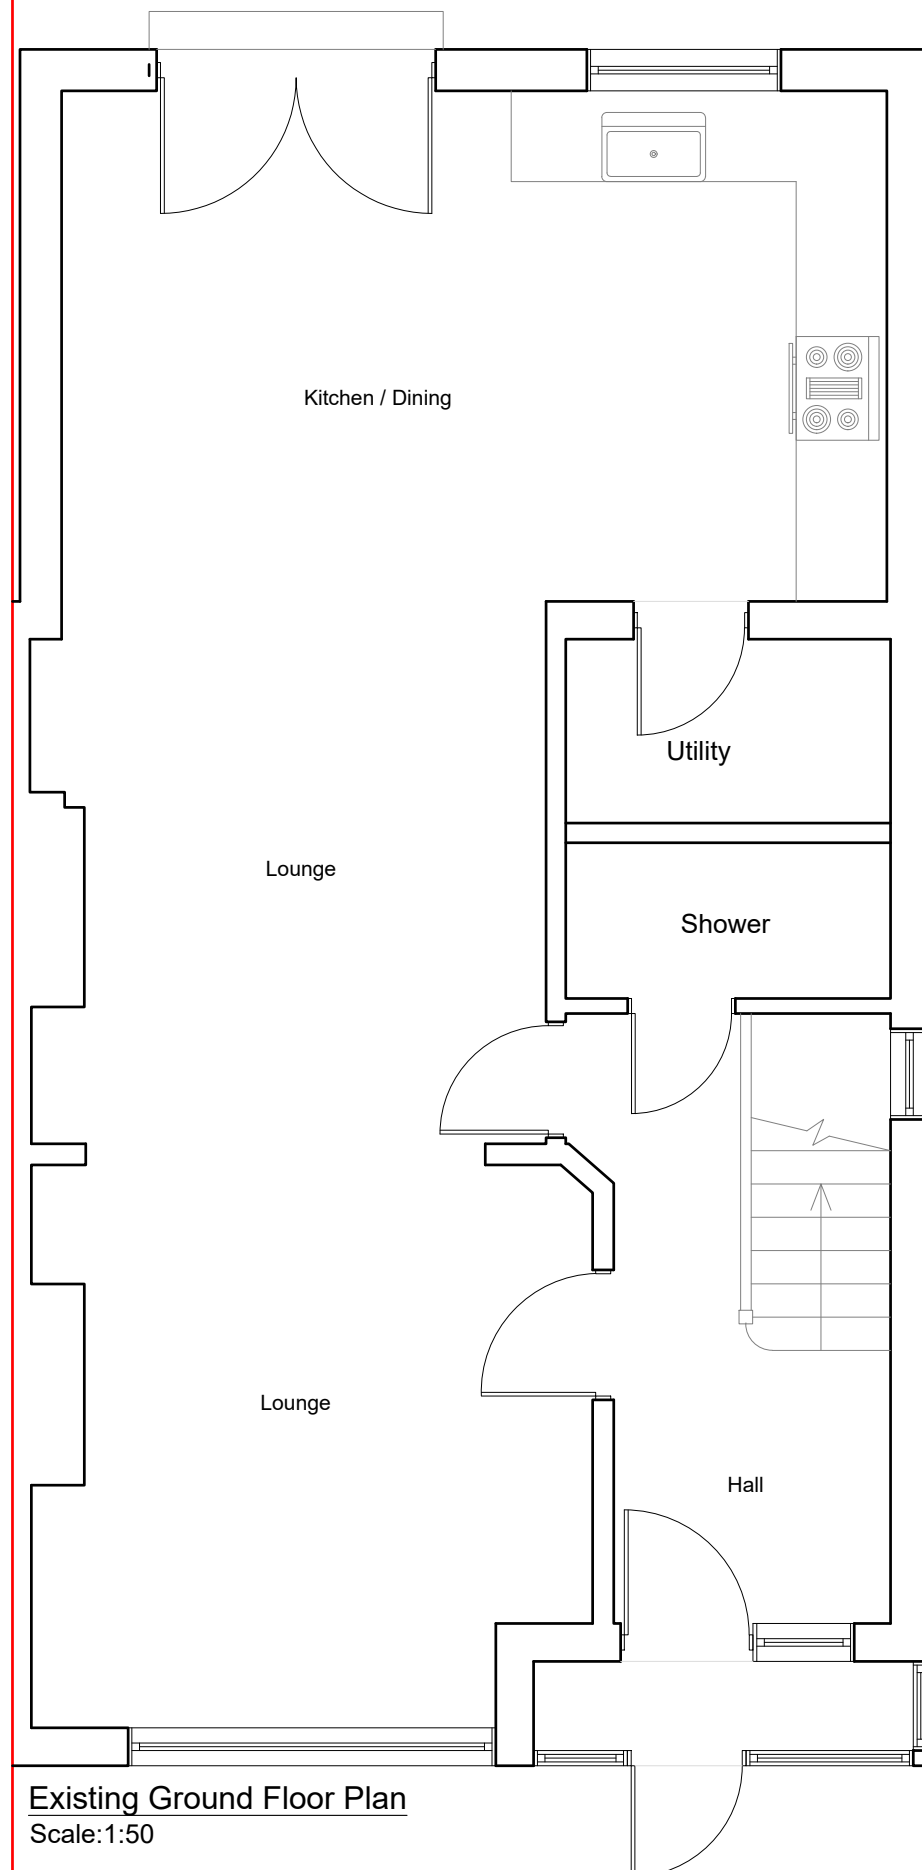 Kitchen / Dining
Utility
Lounge
Shower
Lounge
Hall
Existing Ground Floor Plan
Scale:1:50